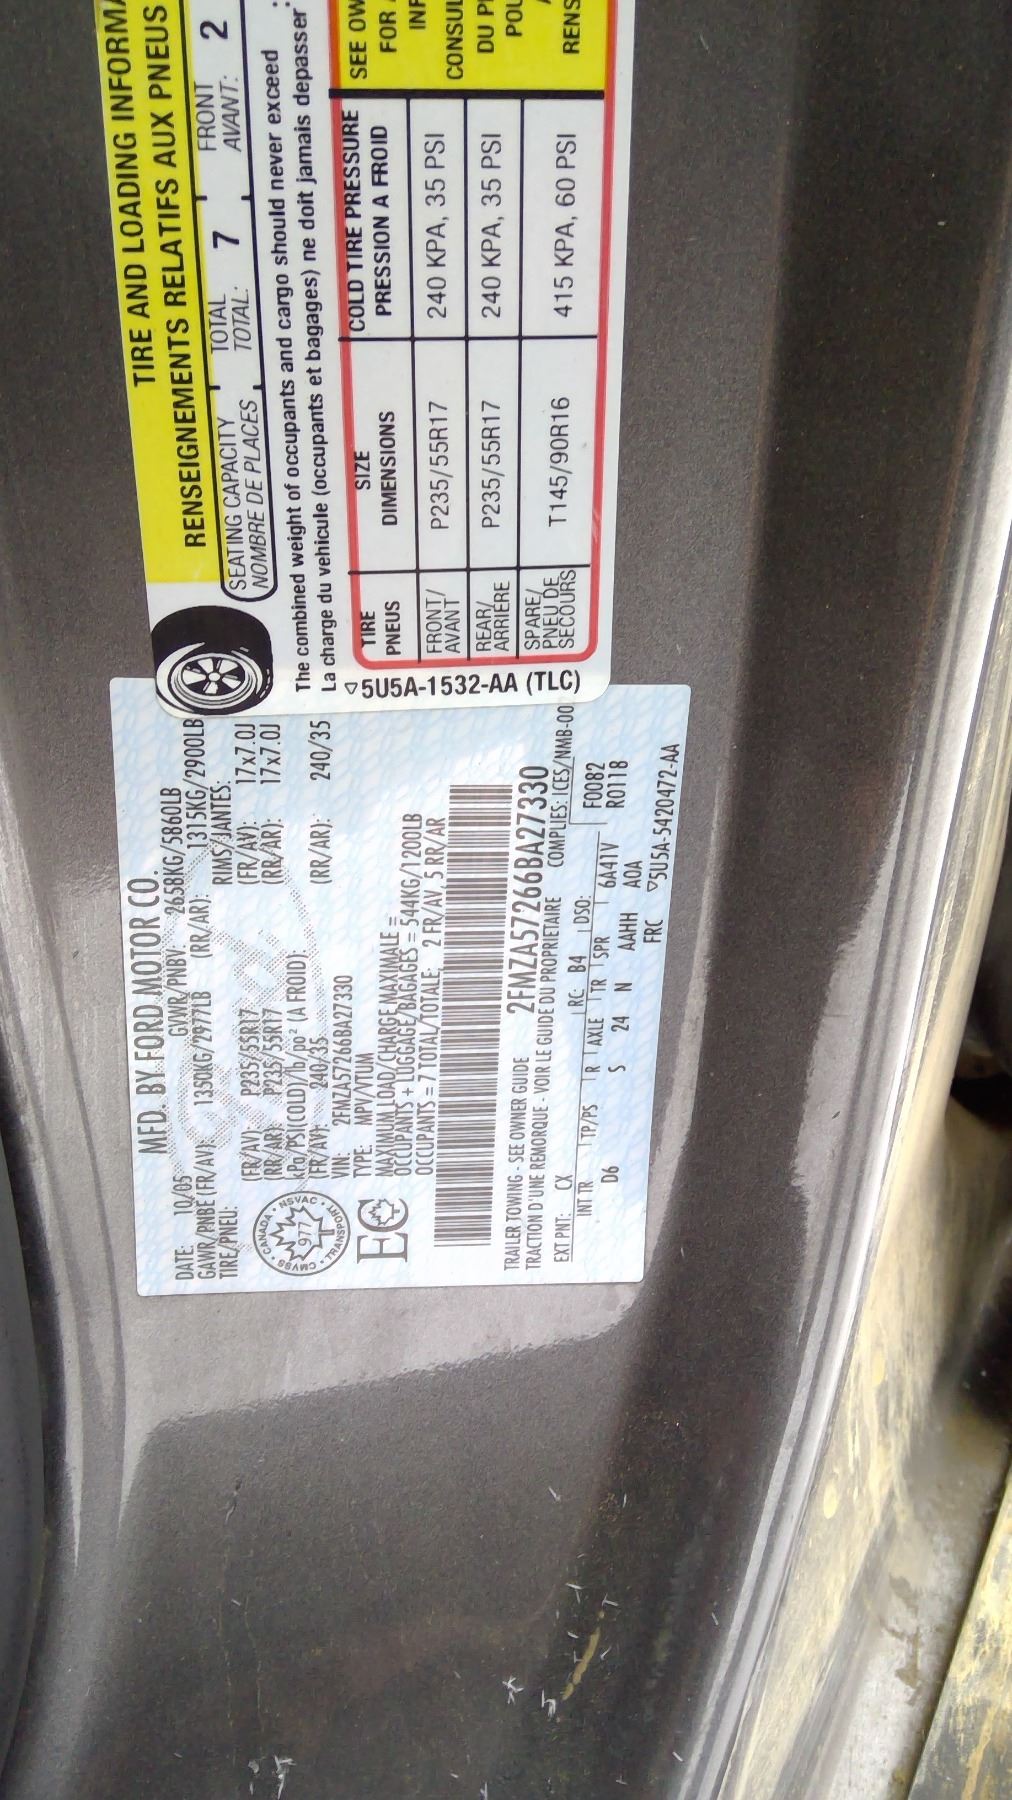 TIRE AND LOADING INFORMA
RENSEIGNEMENTS RELATIFS AUX PNEUS
SEATING CAPACITY TOTAL 7 FRONT 2
NOMBRE DE PLACES TOTAL: AVANT:
The combined weight of occupants and cargo should never exceed :
La charge du vehicule (occupants et bagages) ne doit jamais depasser
TIRE SIZE COLD TIRE PRESSURE
PNEUS DIMENSIONS PRESSION A FROID
FRONT/ AVANT P235/55R17 240 KPA, 35 PSI
REAR/ ARRIÈRE P235/55R17 240 KPA, 35 PSI
SPARE/ PNEU DE SECOURS T145/90R16 415 KPA, 60 PSI
SEE OW
FOR
INF
CONSUL
DU P
POU
RENS
5U5A-1532-AA (TLC)
MFD. BY FORD MOTOR CO.
DATE: 10/05 GVWR/PNBV: 2658KG/5860LB
GAWR/PNBE (FR/AV): 1350KG/2977LB (RR/AR): 1315KG/2900LB
TIRE/PNEU: RIMS/JANTES:
(FR/AV) P235/55R17 (FR/AV): 17x7.0J
(RR/AR) P235/55R17 (RR/AR): 17x7.0J
kPa/PSI(COLD)/lb/po² (A FROID):
(FR/AV): 240/35 (RR/AR): 240/35
VIN: 2FMZA57266BA27330
TYPE: MPV/VTUM
MAXIMUM LOAD/CHARGE MAXIMALE =
OCCUPANTS + LUGGAGE/BAGAGES = 544KG/1200LB
OCCUPANTS = 7 TOTAL/TOTALE: 2 FR/AV, 5 RR/AR
CANADA NSVAC TRANSPORT CMVSS
977
EC
2FMZA57266BA27330
TRAILER TOWING - SEE OWNER GUIDE
TRACTION D'UNE REMORQUE - VOIR LE GUIDE DU PROPRIETAIRE COMPLIES: ICES/NMB-00
EXT PNT: CX RC: B4 DSO: F0082
INT TR TP/PS R AXLE TR SPR 6A41V R0118
D6 S 24 N AAHH A0A
FRC 5U5A-5420472-AA